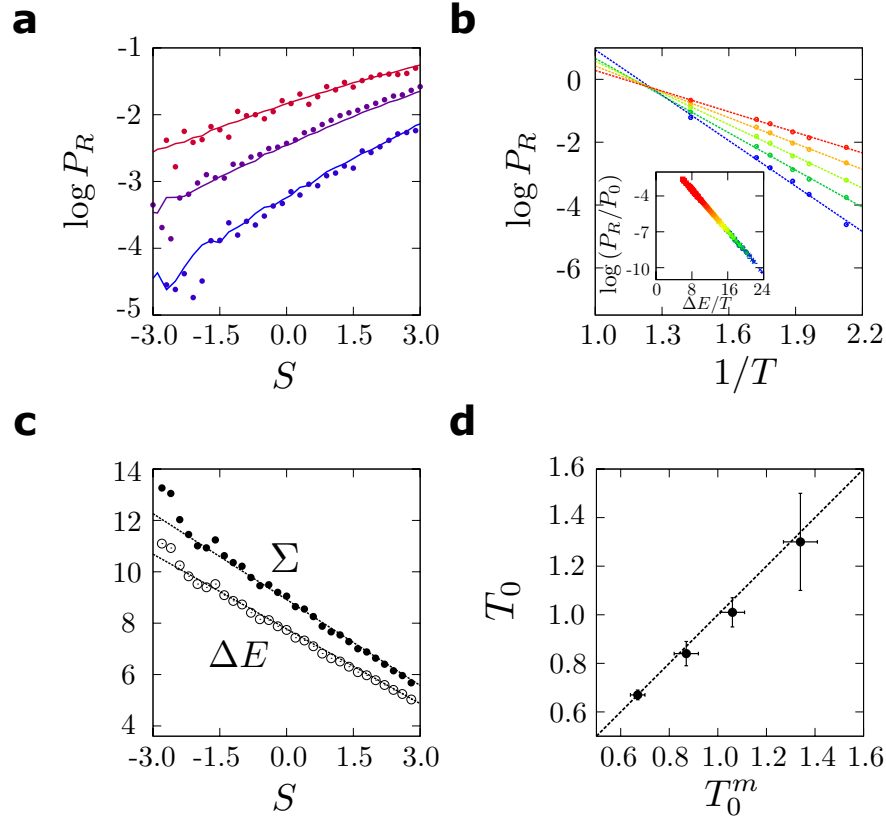 a
log P_R
-1
-2
-3
-4
-5
-3.0 -1.5 0.0 1.5 3.0
S
b
log P_R
0
-2
-4
-6
1.0 1.3 1.6 1.9 2.2
1/T
log (P_R/P_0)
-4
-7
-10
0 8 16 24
ΔE/T
c
14
12
10
8
6
4
Σ
ΔE
-3.0 -1.5 0.0 1.5 3.0
S
d
T_0
1.6
1.4
1.2
1.0
0.8
0.6
0.6 0.8 1.0 1.2 1.4 1.6
T_0^m